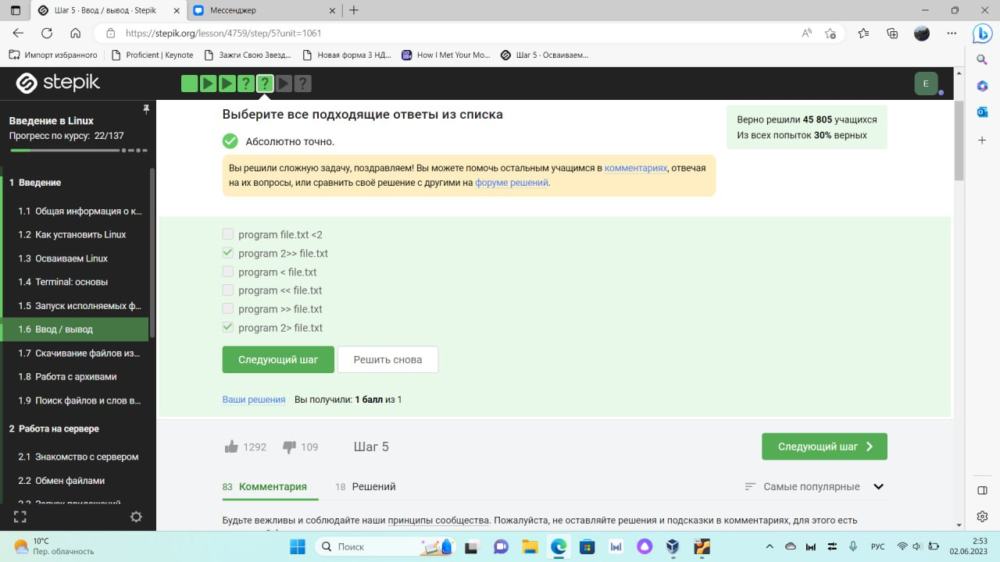 Шаг 5 · Ввод / вывод · Stepik
Мессенджер
https://stepik.org/lesson/4759/step/5?unit=1061
Импорт избранного
Proficient | Keynote
Зажги Свою Звезд...
Новая форма 3 НД...
How I Met Your Mo...
Шаг 5 · Осваиваем...
stepik
? ? ?
E
Введение в Linux
Прогресс по курсу: 22/137
1 Введение
1.1 Общая информация о к...
1.2 Как установить Linux
1.3 Осваиваем Linux
1.4 Terminal: основы
1.5 Запуск исполняемых ф...
1.6 Ввод / вывод
1.7 Скачивание файлов из...
1.8 Работа с архивами
1.9 Поиск файлов и слов в...
2 Работа на сервере
2.1 Знакомство с сервером
2.2 Обмен файлами
2.3 Запуск приложений
Выберите все подходящие ответы из списка
Абсолютно точно.
Вы решили сложную задачу, поздравляем! Вы можете помочь остальным учащимся в комментариях, отвечая
на их вопросы, или сравнить своё решение с другими на форуме решений.
Верно решили 45 805 учащихся
Из всех попыток 30% верных
program file.txt <2
program 2>> file.txt
program < file.txt
program << file.txt
program >> file.txt
program 2> file.txt
Следующий шаг
Решить снова
Ваши решения Вы получили: 1 балл из 1
1292
109
Шаг 5
Следующий шаг
83 Комментария
18 Решений
Самые популярные
Будьте вежливы и соблюдайте наши принципы сообщества. Пожалуйста, не оставляйте решения и подсказки в комментариях, для этого есть
10°C
Пер. облачность
Поиск
РУС
2:53
02.06.2023